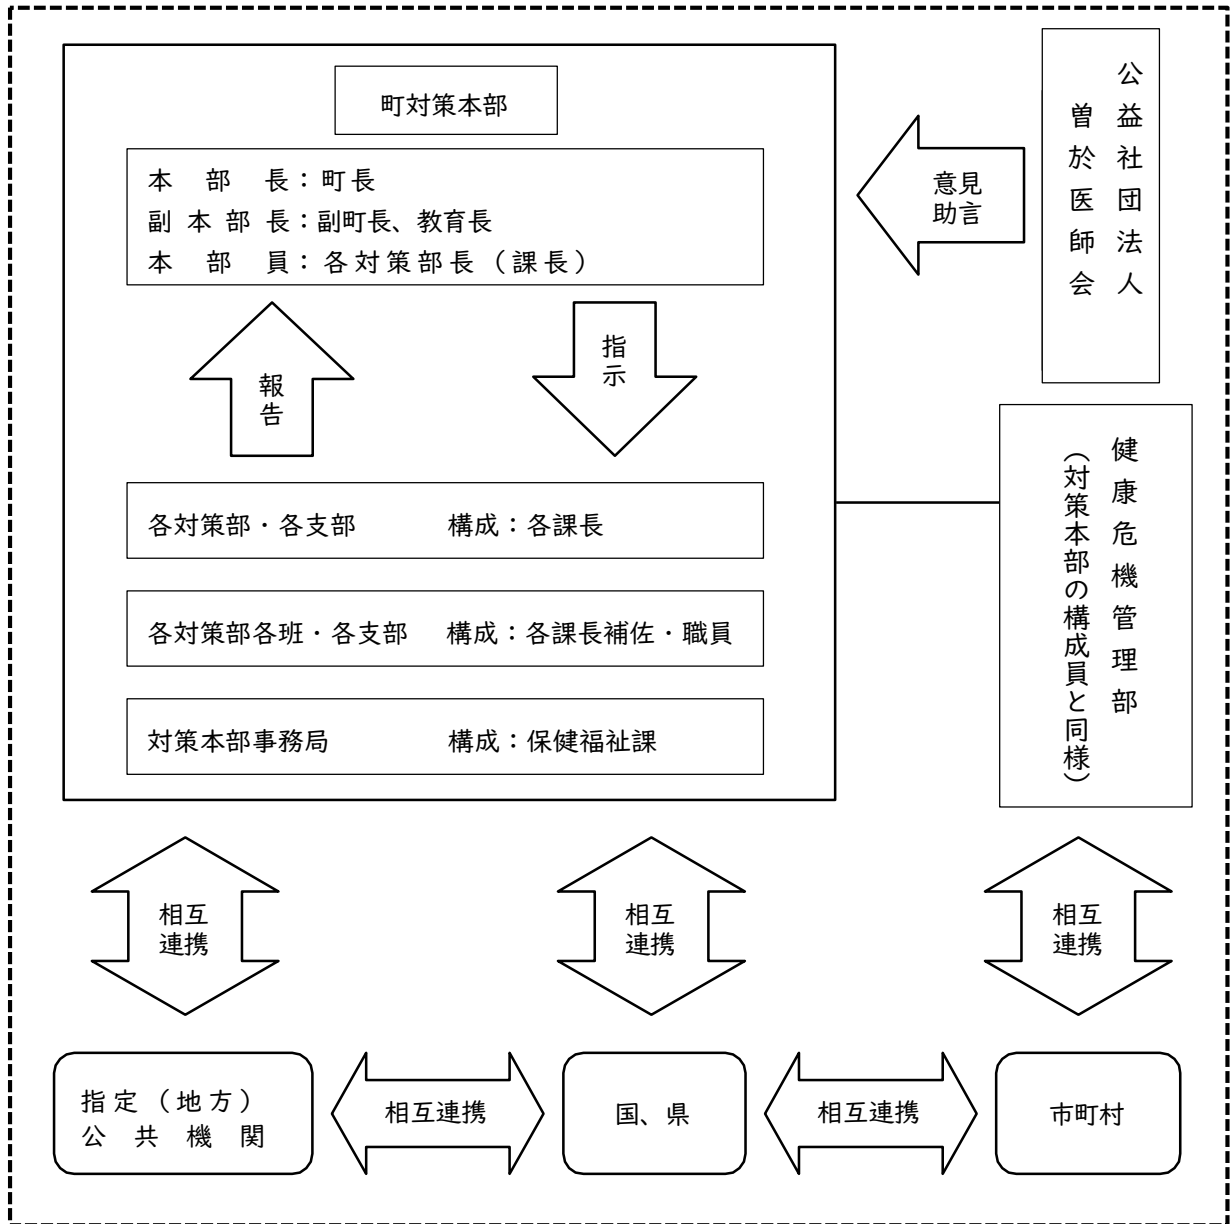 町対策本部
本部長：町長
副本部長：副町長、教育長
本部員：各対策部長（課長）
報告
指示
各対策部・各支部　構成：各課長
各対策部各班・各支部　構成：各課長補佐・職員
対策本部事務局　構成：保健福祉課
公益社団法人
曽於医師会
意見
助言
健康危機管理部
（対策本部の構成員と同様）
相互
連携
相互
連携
相互
連携
指定（地方）
公共機関
相互連携
国、県
相互連携
市町村